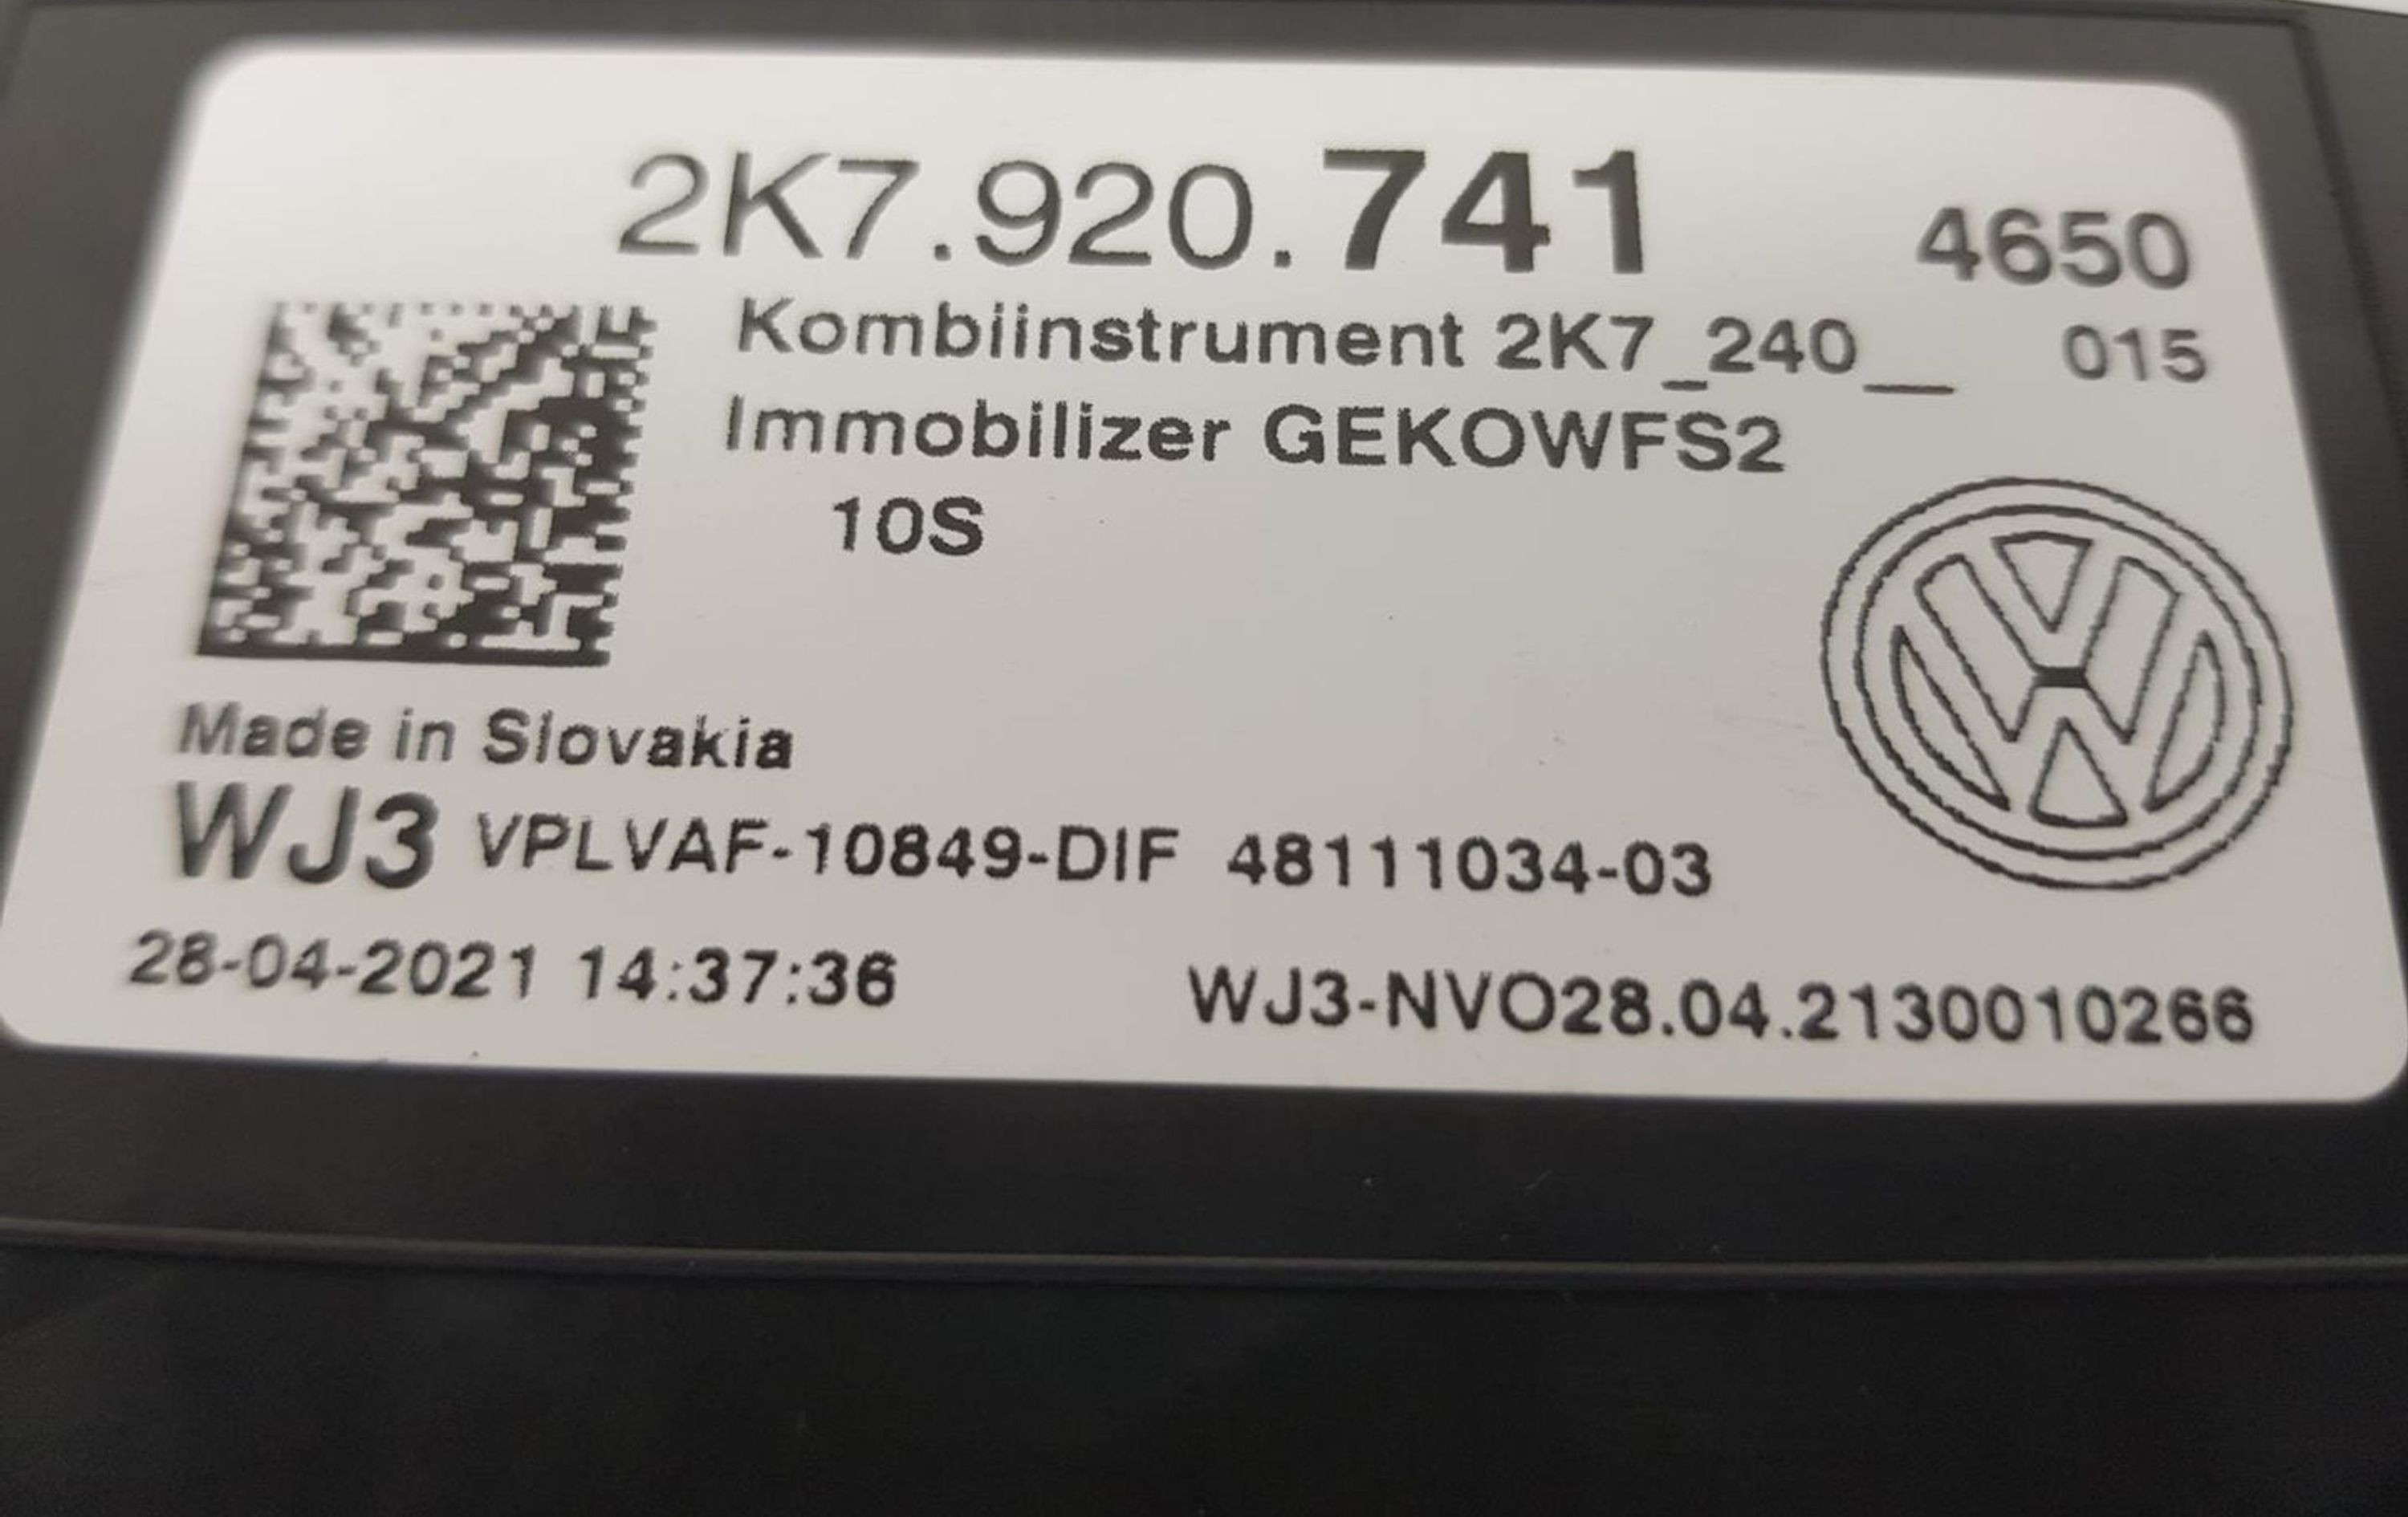 2K7.920.741 4650
Kombiinstrument 2K7_240__ 015
Immobilizer GEKOWFS2
10S
Made in Slovakia
WJ3 VPLVAF-10849-DIF 48111034-03
28-04-2021 14:37:36 WJ3-NVO28.04.2130010266